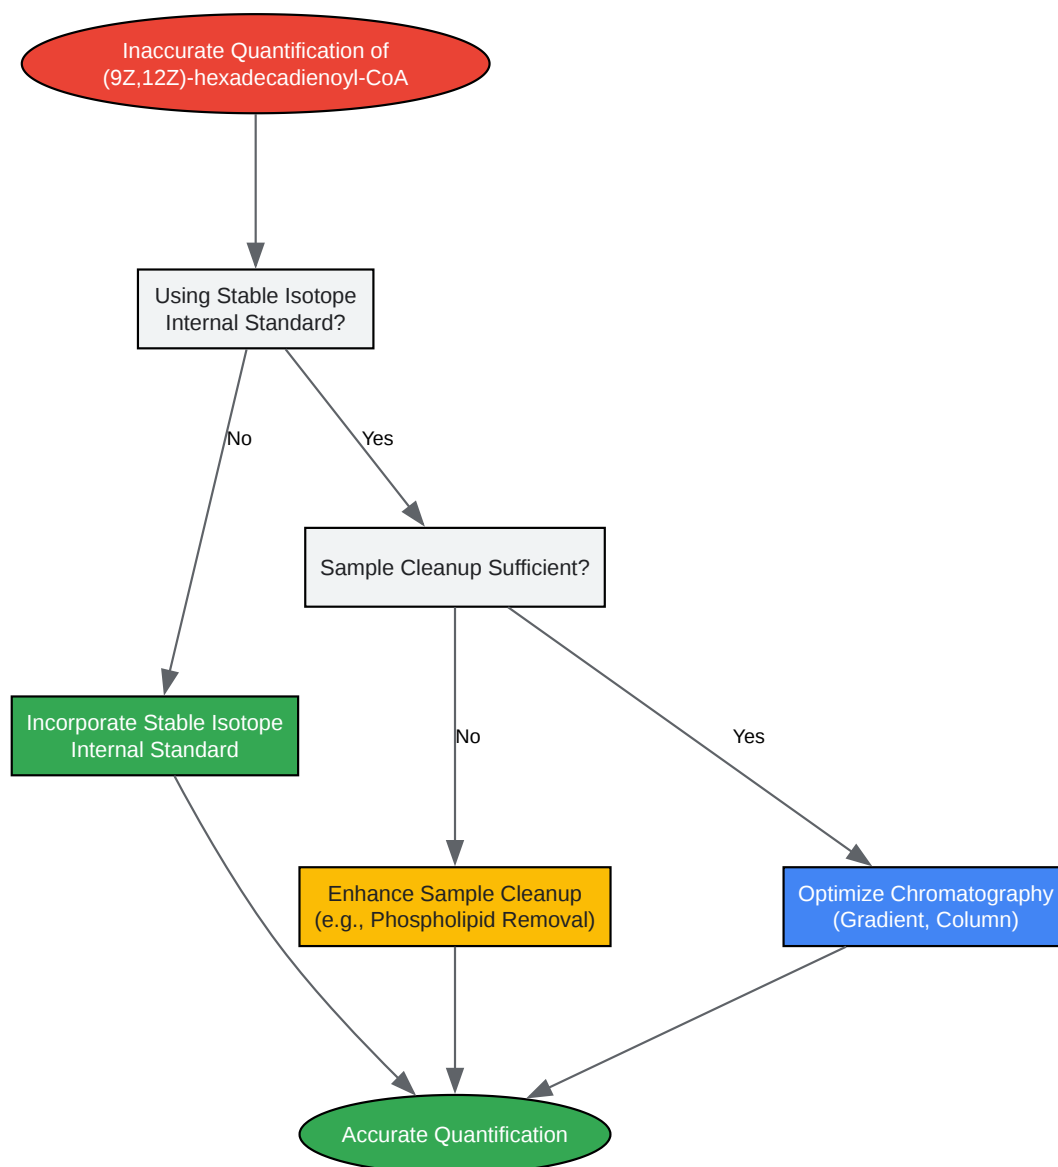 Inaccurate Quantification of
(9Z,12Z)-hexadecadienoyl-CoA
Using Stable Isotope
Internal Standard?
No
Yes
Sample Cleanup Sufficient?
Incorporate Stable Isotope
Internal Standard
No
Yes
Enhance Sample Cleanup
(e.g., Phospholipid Removal)
Optimize Chromatography
(Gradient, Column)
Accurate Quantification